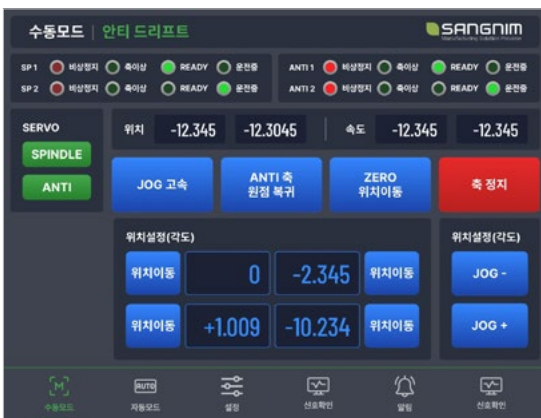 수동모드 | 안티 드리프트
SANGNIM
Manufacturing Solution Provider
SP 1 비상정지 축이상 READY 운전중
ANTI 1 비상정지 축이상 READY 운전중
SP 2 비상정지 축이상 READY 운전중
ANTI 2 비상정지 축이상 READY 운전중
SERVO
SPINDLE
ANTI
위치 -12.345 -12.3045 속도 -12.345 -12.345
JOG 고속
ANTI 축
원점 복귀
ZERO
위치이동
축 정지
위치설정(각도)
위치이동 0 -2.345 위치이동
위치이동 +1.009 -10.234 위치이동
위치설정(각도)
JOG -
JOG +
[M] AUTO
수동모드 자동모드 설정 신호확인 알림 신호확인